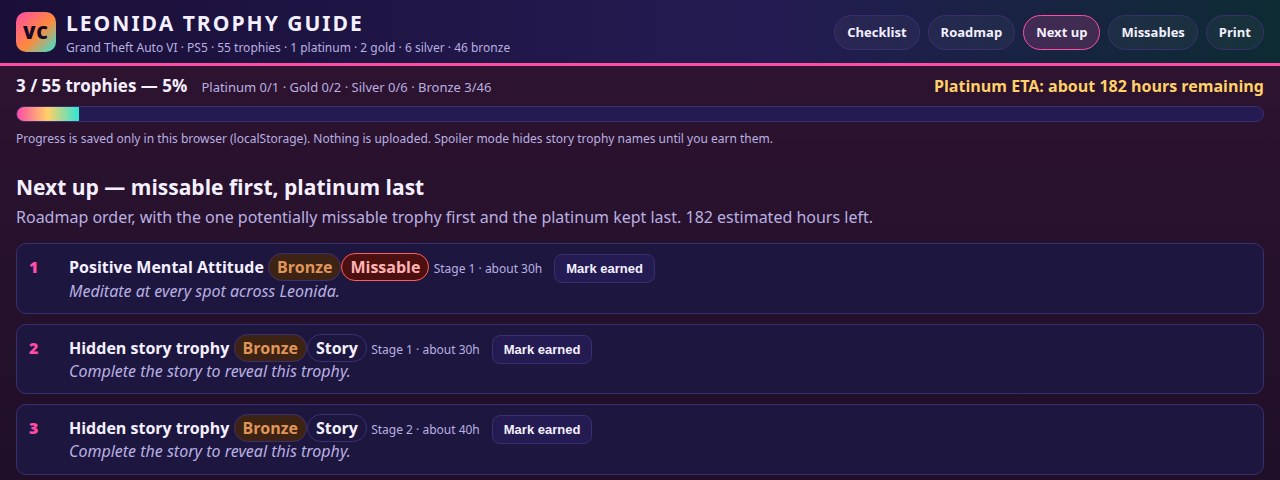 VC
LEONIDA TROPHY GUIDE
Grand Theft Auto VI · PS5 · 55 trophies · 1 platinum · 2 gold · 6 silver · 46 bronze
Checklist
Roadmap
Next up
Missables
Print
3 / 55 trophies — 5% Platinum 0/1 · Gold 0/2 · Silver 0/6 · Bronze 3/46
Platinum ETA: about 182 hours remaining
Progress is saved only in this browser (localStorage). Nothing is uploaded. Spoiler mode hides story trophy names until you earn them.
Next up — missable first, platinum last
Roadmap order, with the one potentially missable trophy first and the platinum kept last. 182 estimated hours left.
1 Positive Mental Attitude Bronze Missable Stage 1 · about 30h Mark earned
Meditate at every spot across Leonida.
2 Hidden story trophy Bronze Story Stage 1 · about 30h Mark earned
Complete the story to reveal this trophy.
3 Hidden story trophy Bronze Story Stage 2 · about 40h Mark earned
Complete the story to reveal this trophy.